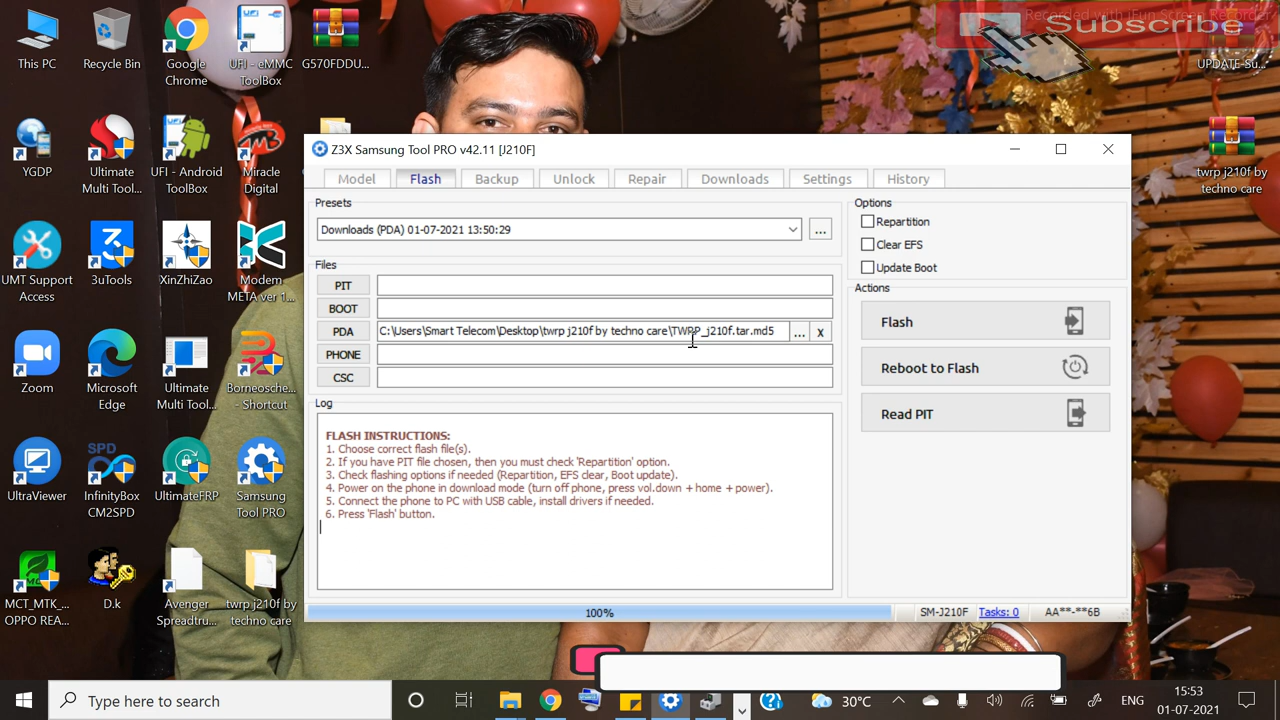 Recorded with iFun Screen Recorder
Subscribe
This PC
Recycle Bin
Google
Chrome
UFI - eMMC
ToolBox
G570FDDU...
UPDATE-Su...
YGDP
Ultimate
Multi Tool...
UFI - Android
ToolBox
Miracle
Digital
twrp j210f by
techno care
UMT Support
Access
3uTools
XinZhiZao
Modem
META ver 1...
Zoom
Microsoft
Edge
Ultimate
Multi Tool...
Borneosche...
- Shortcut
UltraViewer
SPD
InfinityBox
CM2SPD
UltimateFRP
Samsung
Tool PRO
MCT_MTK_...
OPPO REA...
D.k
Avenger
Spreadtru...
twrp j210f by
techno care
Z3X Samsung Tool PRO v42.11 [J210F]
Model Flash Backup Unlock Repair Downloads Settings History
Presets
Downloads (PDA) 01-07-2021 13:50:29
...
Files
PIT
BOOT
PDA C:\Users\Smart Telecom\Desktop\twrp j210f by techno care\TWRP_j210f.tar.md5 ... x
PHONE
CSC
Log
FLASH INSTRUCTIONS:
1. Choose correct flash file(s).
2. If you have PIT file chosen, then you must check 'Repartition' option.
3. Check flashing options if needed (Repartition, EFS clear, Boot update).
4. Power on the phone in download mode (turn off phone, press vol.down + home + power).
5. Connect the phone to PC with USB cable, install drivers if needed.
6. Press 'Flash' button.
Options
Repartition
Clear EFS
Update Boot
Actions
Flash
Reboot to Flash
Read PIT
100%
SM-J210F Tasks: 0 AA**-**6B
Type here to search
30°C
ENG
15:53
01-07-2021